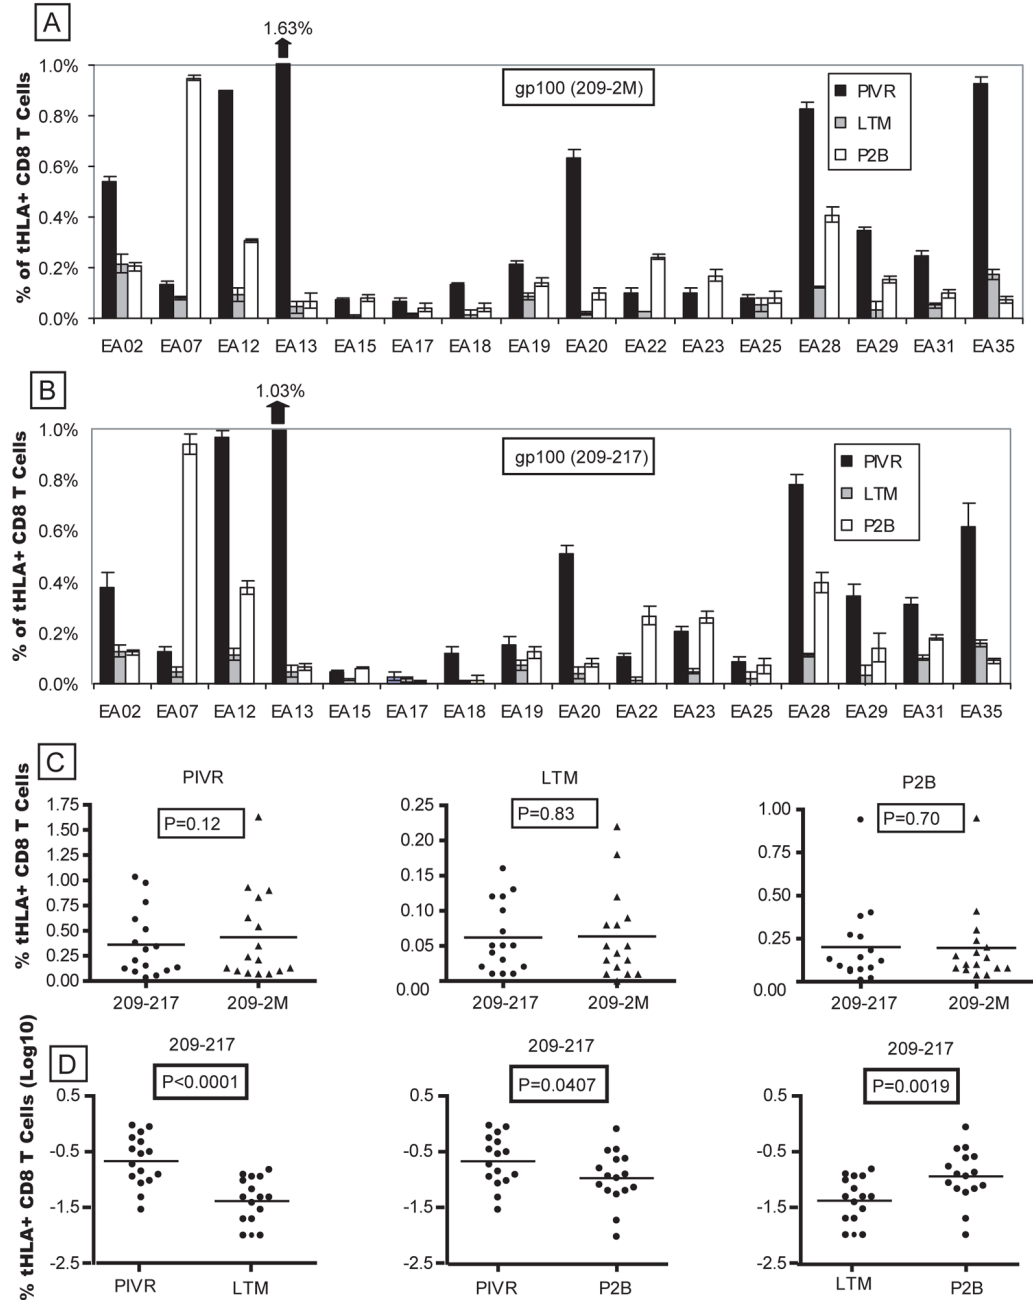 A
1.63%
% of tHLA+ CD8 T Cells
1.0%
0.8%
0.6%
0.4%
0.2%
0.0%
gp100 (209-2M)
PIVR
LTM
P2B
EA02 EA07 EA12 EA13 EA15 EA17 EA18 EA19 EA20 EA22 EA23 EA25 EA28 EA29 EA31 EA35
B
1.03%
% of tHLA+ CD8 T Cells
1.0%
0.8%
0.6%
0.4%
0.2%
0.0%
gp100 (209-217)
PIVR
LTM
P2B
EA02 EA07 EA12 EA13 EA15 EA17 EA18 EA19 EA20 EA22 EA23 EA25 EA28 EA29 EA31 EA35
C
% tHLA+ CD8 T Cells
PIVR
P=0.12
1.75
1.50
1.25
1.00
0.75
0.50
0.25
0.00
209-217 209-2M
LTM
P=0.83
0.25
0.20
0.15
0.10
0.05
0.00
209-217 209-2M
P2B
P=0.70
1.00
0.75
0.50
0.25
0.00
209-217 209-2M
D
% tHLA+ CD8 T Cells (Log10)
209-217
P<0.0001
0.5
-0.5
-1.5
-2.5
PIVR LTM
209-217
P=0.0407
0.5
-0.5
-1.5
-2.5
PIVR P2B
209-217
P=0.0019
0.5
-0.5
-1.5
-2.5
LTM P2B